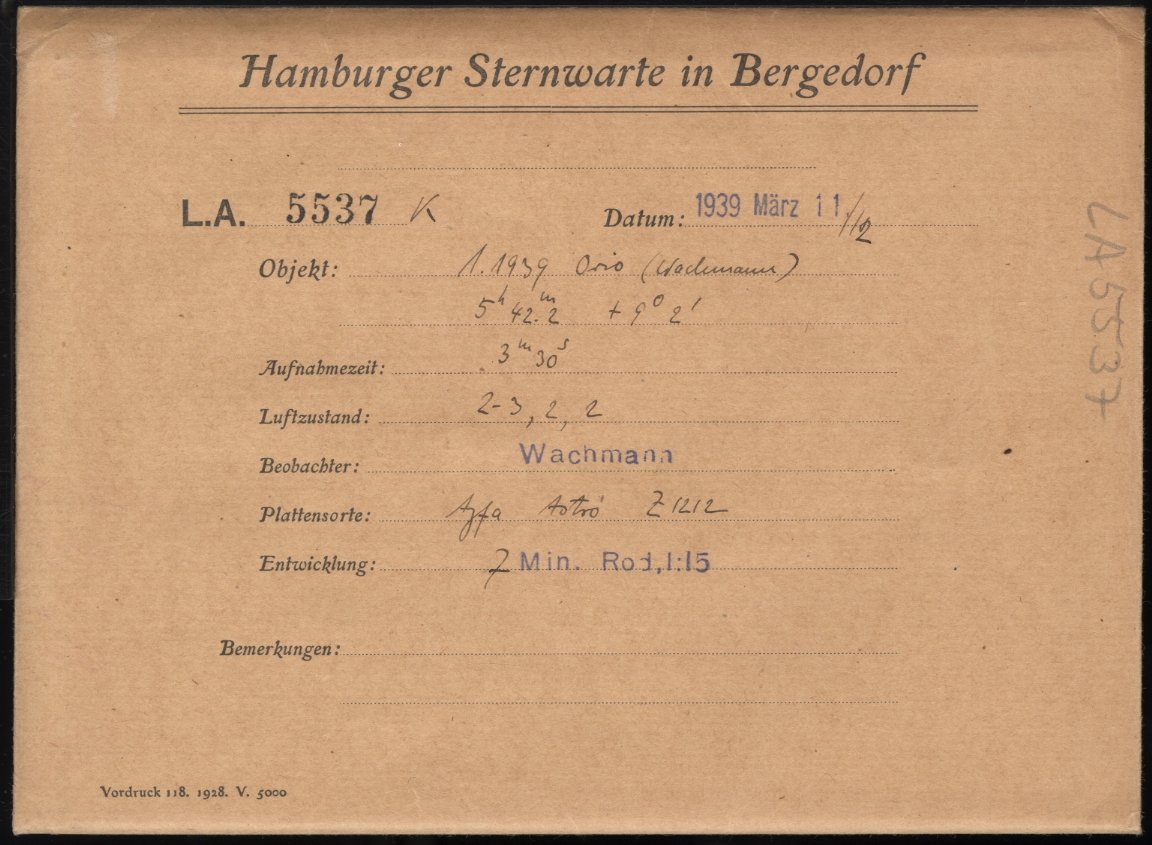 Hamburger Sternwarte in Bergedorf
L.A. 5537 K
Datum: 1939 März 11/12
Objekt: 1.1939 Orio (Wachmann)
5h 42.m2 + 9° 2'
Aufnahmezeit: 3m 30s
Luftzustand: 2-3, 2, 2
Beobachter: Wachmann
Plattensorte: Agfa Astro Z 1212
Entwicklung: 7 Min. Rod,1:15
Bemerkungen:
Vordruck 118. 1928. V. 5000
LA 5537